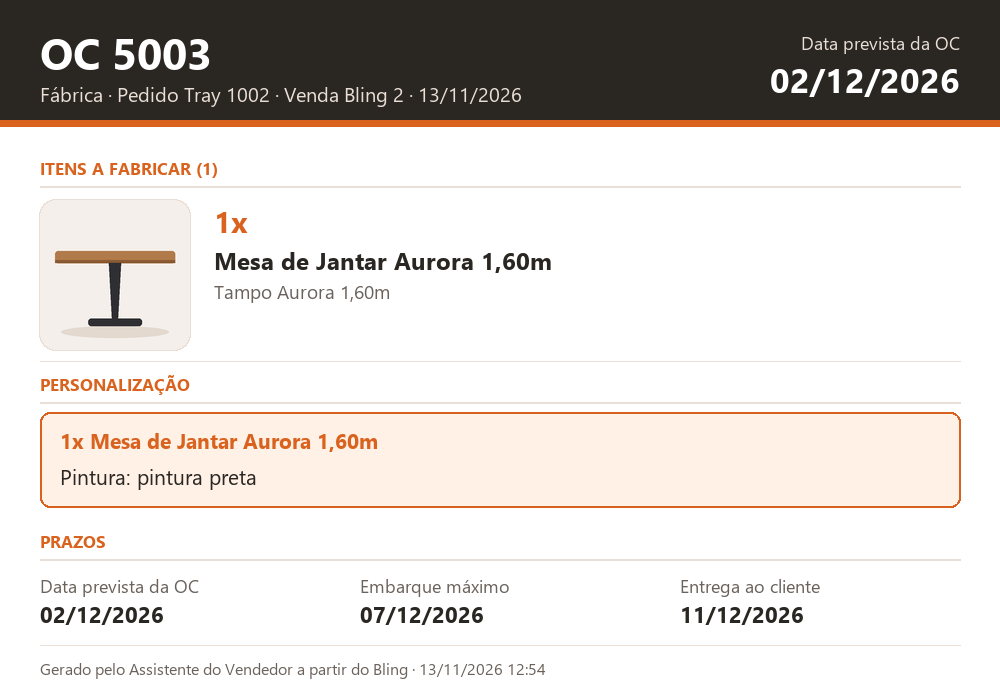 OC 5003
Fábrica · Pedido Tray 1002 · Venda Bling 2 · 13/11/2026
Data prevista da OC
02/12/2026
ITENS A FABRICAR (1)
1x
Mesa de Jantar Aurora 1,60m
Tampo Aurora 1,60m
PERSONALIZAÇÃO
1x Mesa de Jantar Aurora 1,60m
Pintura: pintura preta
PRAZOS
Data prevista da OC
02/12/2026
Embarque máximo
07/12/2026
Entrega ao cliente
11/12/2026
Gerado pelo Assistente do Vendedor a partir do Bling · 13/11/2026 12:54